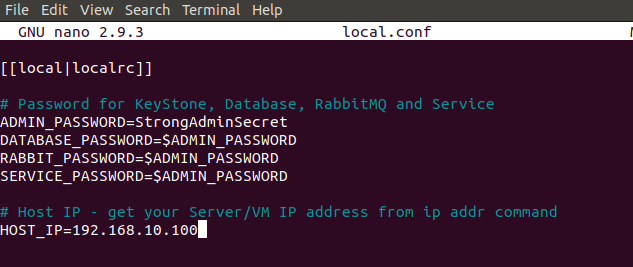 File Edit View Search Terminal Help
GNU nano 2.9.3 local.conf
[[local|localrc]]
# Password for KeyStone, Database, RabbitMQ and Service
ADMIN_PASSWORD=StrongAdminSecret
DATABASE_PASSWORD=$ADMIN_PASSWORD
RABBIT_PASSWORD=$ADMIN_PASSWORD
SERVICE_PASSWORD=$ADMIN_PASSWORD
# Host IP - get your Server/VM IP address from ip addr command
HOST_IP=192.168.10.100